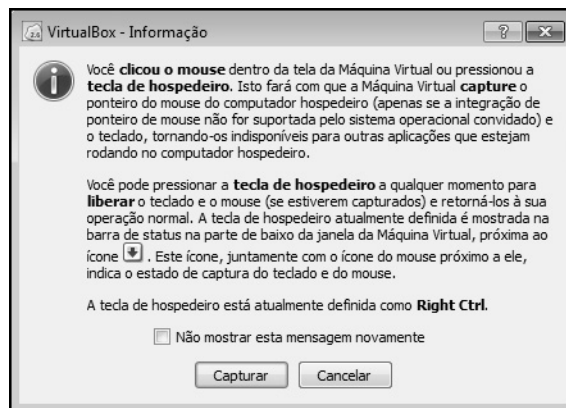 VirtualBox - Informação
Você clicou o mouse dentro da tela da Máquina Virtual ou pressionou a
tecla de hospedeiro. Isto fará com que a Máquina Virtual capture o
ponteiro do mouse do computador hospedeiro (apenas se a integração de
ponteiro de mouse não for suportada pelo sistema operacional convidado) e
o teclado, tornando-os indisponíveis para outras aplicações que estejam
rodando no computador hospedeiro.
Você pode pressionar a tecla de hospedeiro a qualquer momento para
liberar o teclado e o mouse (se estiverem capturados) e retorná-los à sua
operação normal. A tecla de hospedeiro atualmente definida é mostrada na
barra de status na parte de baixo da janela da Máquina Virtual, próxima ao
ícone . Este ícone, juntamente com o ícone do mouse próximo a ele,
indica o estado de captura do teclado e do mouse.
A tecla de hospedeiro está atualmente definida como Right Ctrl.
Não mostrar esta mensagem novamente
Capturar Cancelar